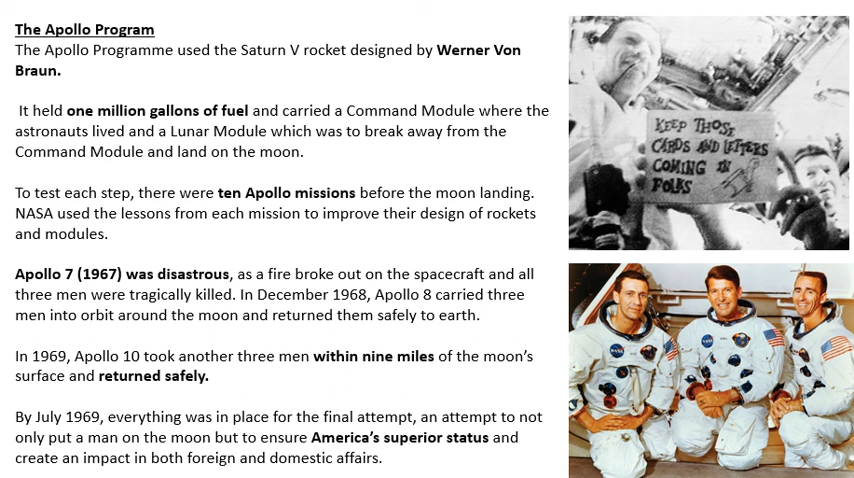 The Apollo Program
The Apollo Programme used the Saturn V rocket designed by Werner Von
Braun.
It held one million gallons of fuel and carried a Command Module where the
astronauts lived and a Lunar Module which was to break away from the
Command Module and land on the moon.
To test each step, there were ten Apollo missions before the moon landing.
NASA used the lessons from each mission to improve their design of rockets
and modules.
Apollo 7 (1967) was disastrous, as a fire broke out on the spacecraft and all
three men were tragically killed. In December 1968, Apollo 8 carried three
men into orbit around the moon and returned them safely to earth.
In 1969, Apollo 10 took another three men within nine miles of the moon’s
surface and returned safely.
By July 1969, everything was in place for the final attempt, an attempt to not
only put a man on the moon but to ensure America’s superior status and
create an impact in both foreign and domestic affairs.
KEEP THOSE
CARDS AND LETTERS
COMING IN
FOLKS
NASA